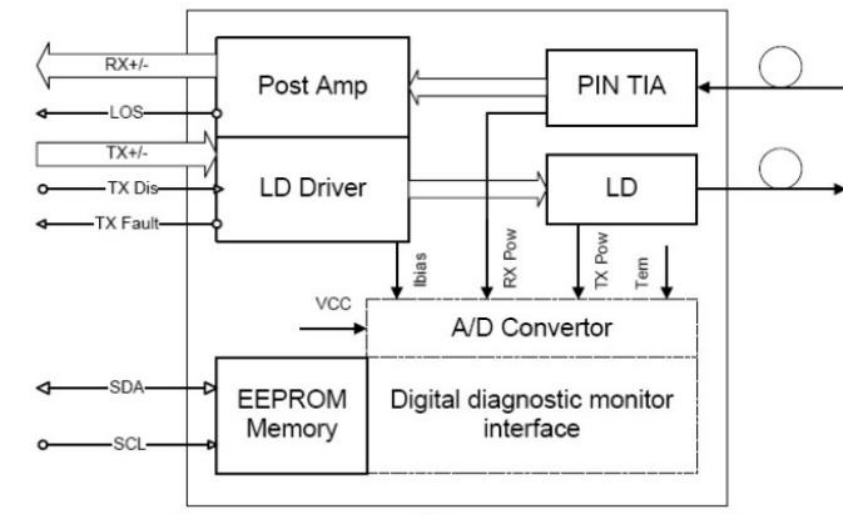 RX+/-
Post Amp
PIN TIA
LOS
TX+/-
TX Dis
LD Driver
LD
TX Fault
Ibias
RX Pow
TX Pow
Tem
VCC
A/D Convertor
SDA
EEPROM
Memory
Digital diagnostic monitor
interface
SCL